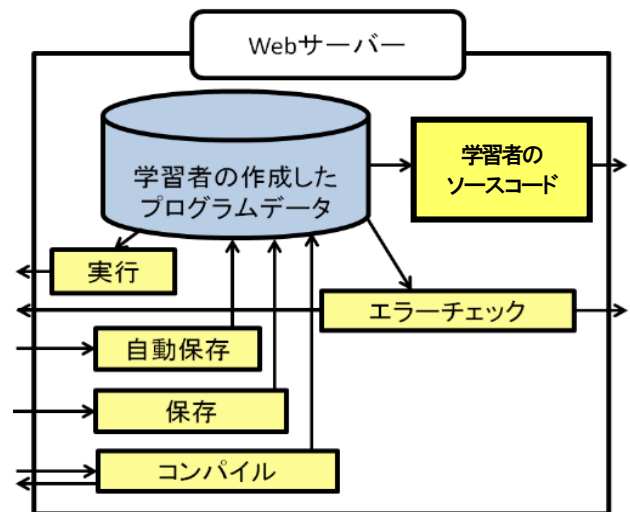 Webサーバー
学習者の作成した
プログラムデータ
学習者の
ソースコード
実行
エラーチェック
自動保存
保存
コンパイル